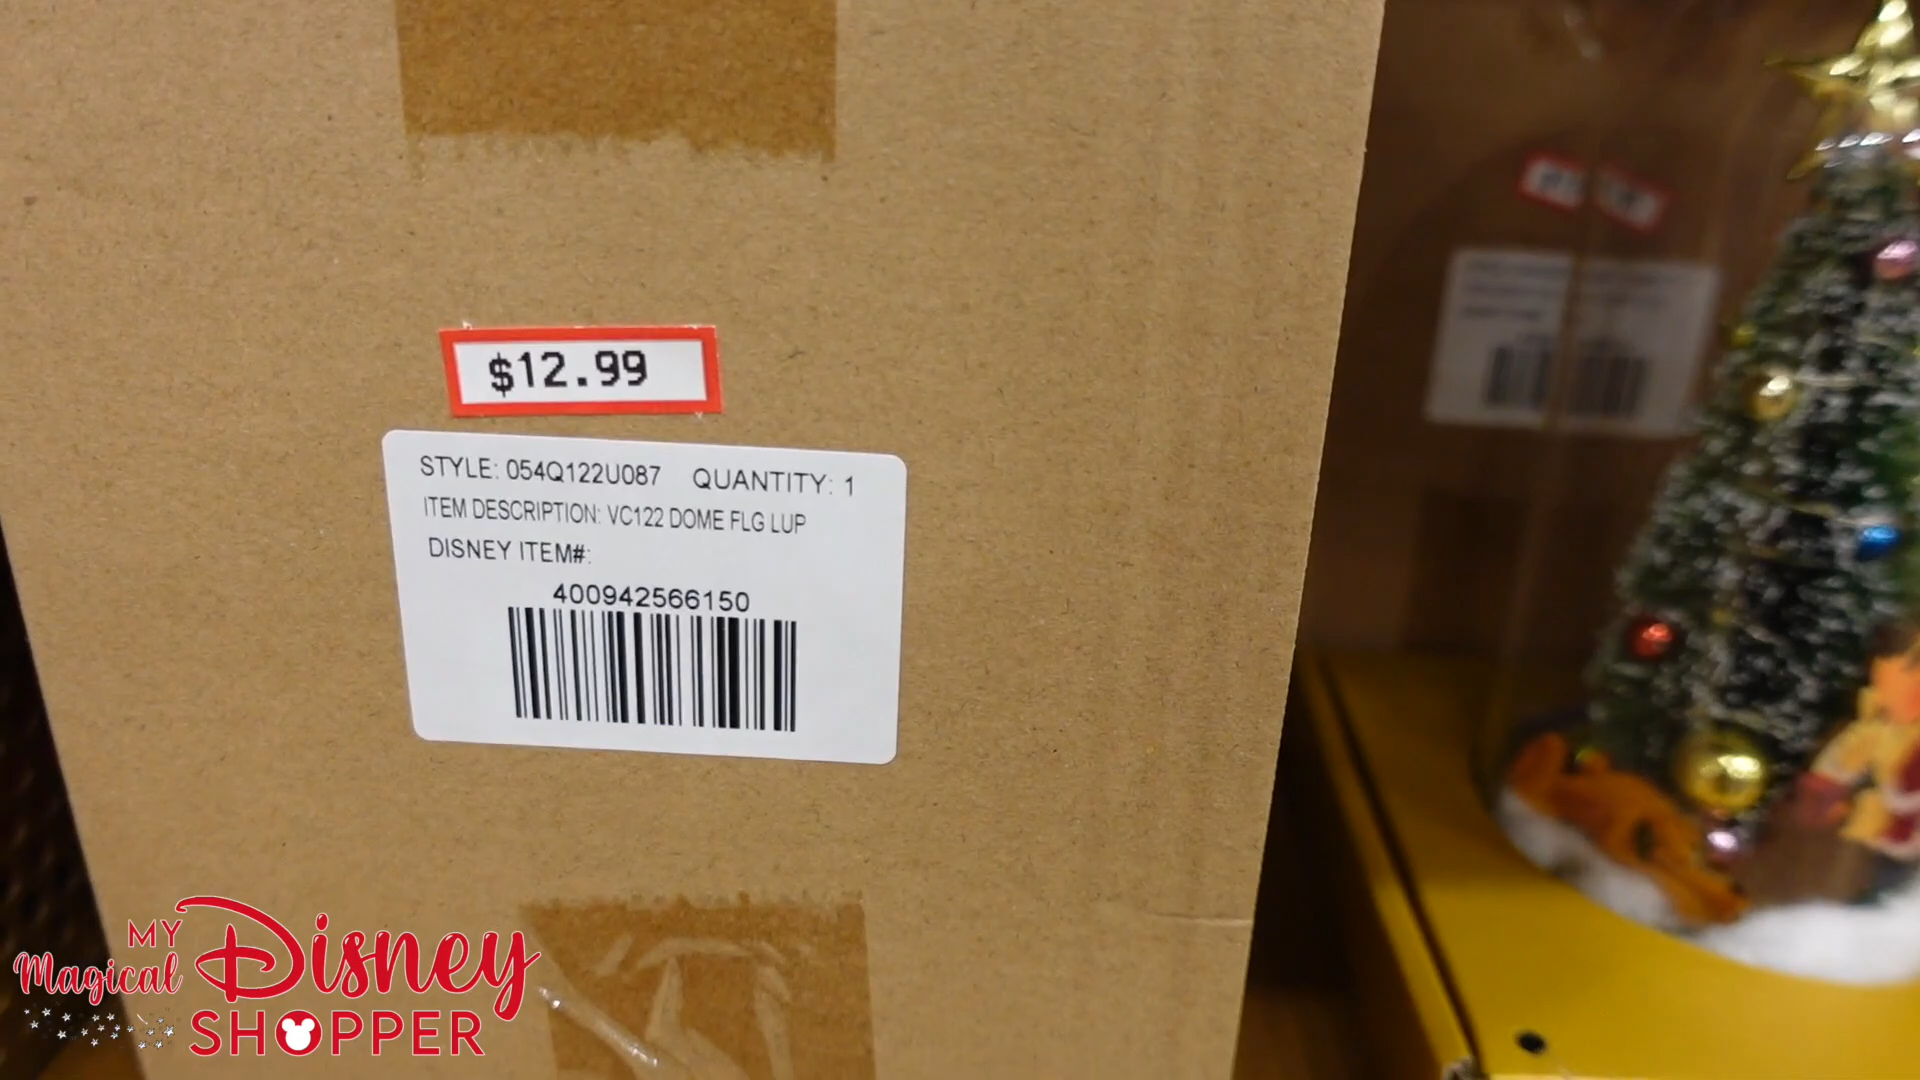 $12.99
STYLE: 054Q122U087 QUANTITY: 1
ITEM DESCRIPTION: VC122 DOME FLG LUP
DISNEY ITEM#:
400942566150
MY
Magical Disney
SHOPPER